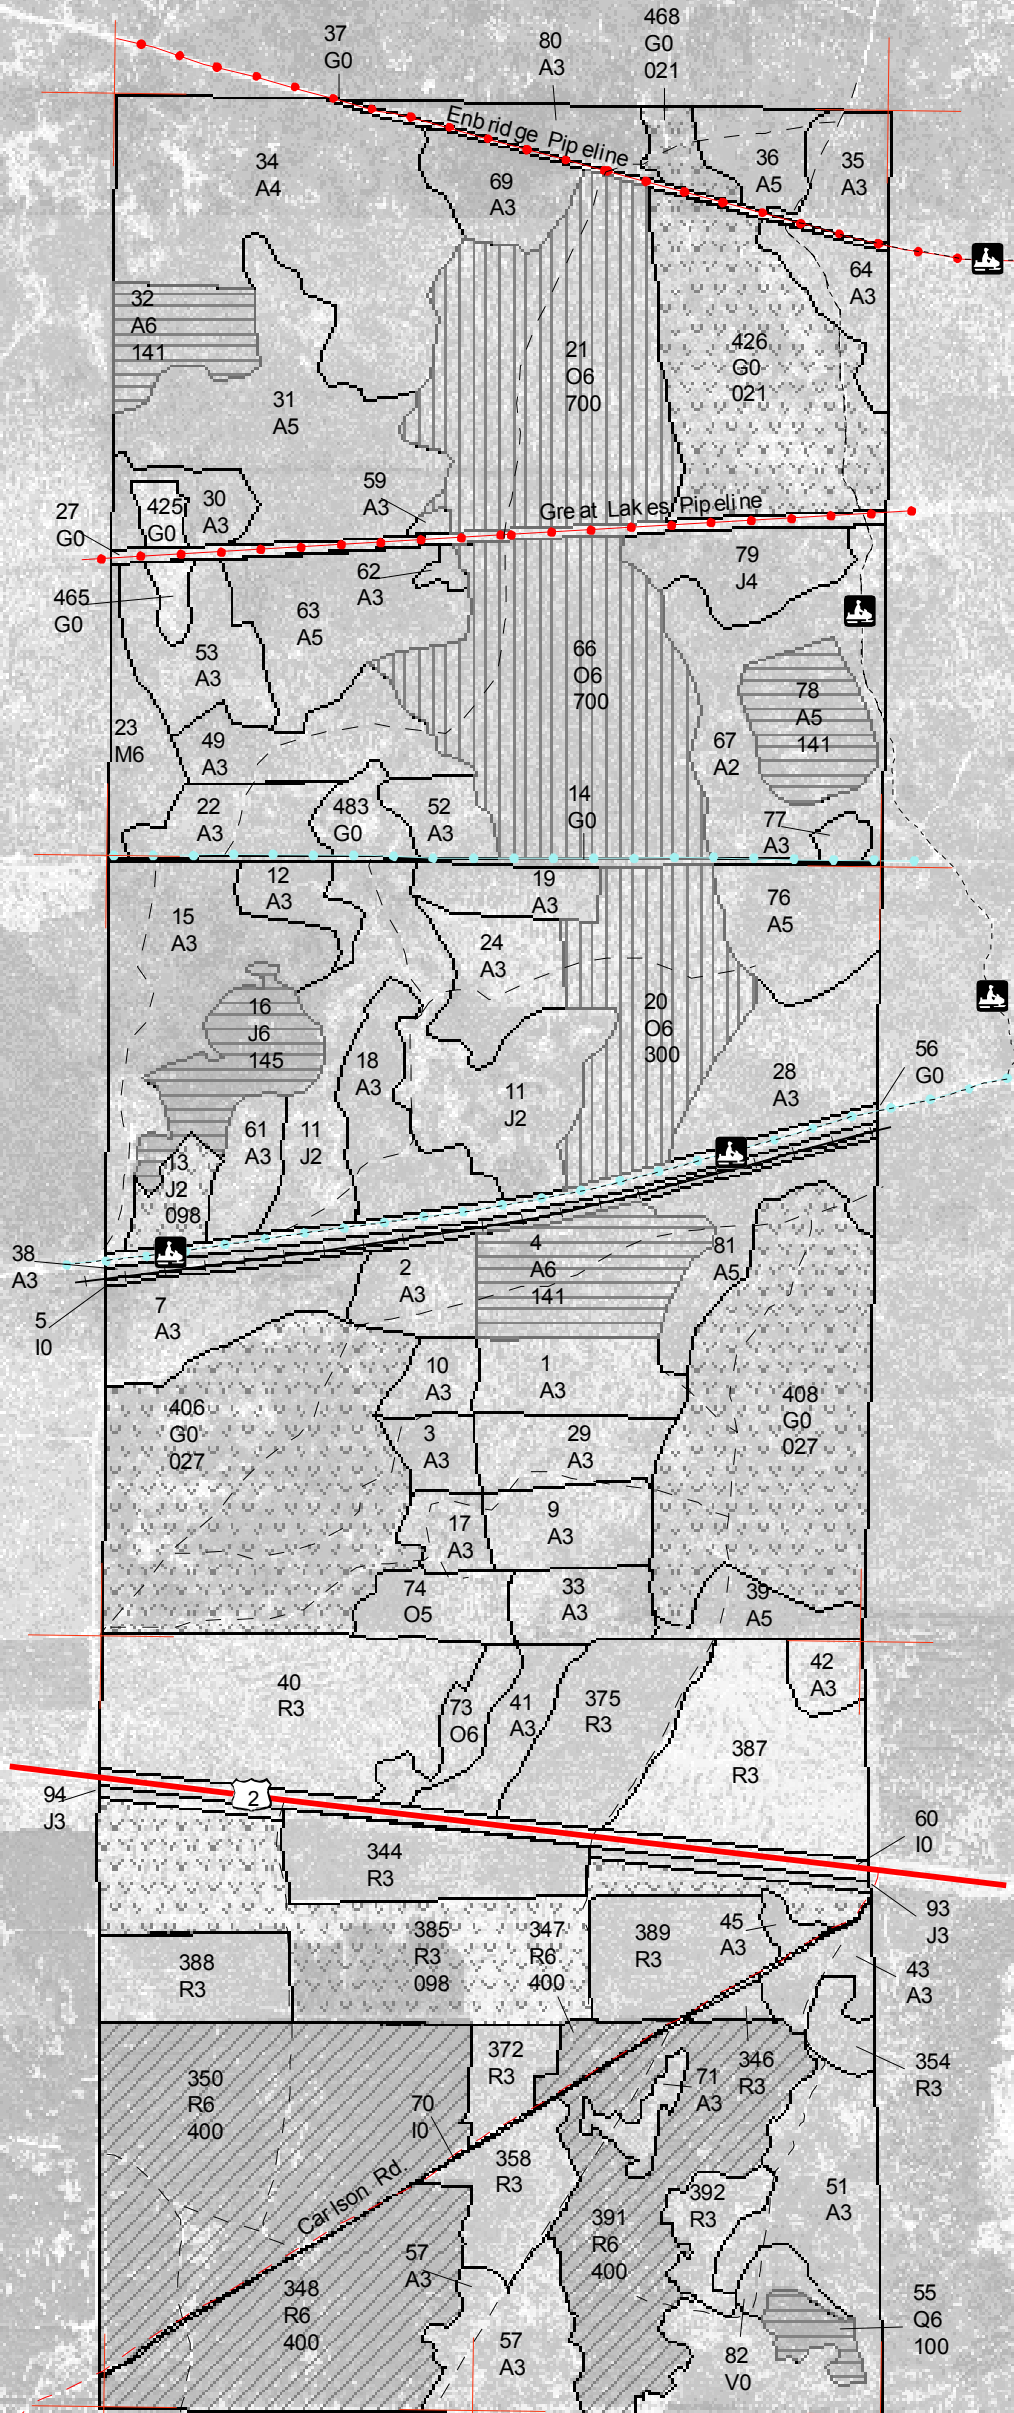 37
G0
80
A3
468
G0
021
Enbridge Pipeline
34
A4
69
A3
36
A5
35
A3
64
A3
32
A6
141
21
O6
700
426
G0
021
31
A5
59
A3
30
A3
425
G0
27
G0
Great Lakes Pipeline
79
J4
62
A3
465
G0
63
A5
53
A3
66
O6
700
78
A5
141
23
M6
49
A3
67
A2
22
A3
483
G0
52
A3
14
G0
77
A3
12
A3
19
A3
76
A5
15
A3
24
A3
16
J6
145
20
O6
300
18
A3
11
J2
28
A3
56
G0
61
A3
11
J2
13
J2
098
38
A3
4
A6
141
81
A5
2
A3
5
I0
7
A3
10
A3
1
A3
406
G0
027
408
G0
027
3
A3
29
A3
17
A3
9
A3
74
O5
33
A3
39
A5
40
R3
42
A3
73
O6
41
A3
375
R3
387
R3
94
J3
2
60
I0
344
R3
93
J3
385
R3
098
347
R6
400
389
R3
45
A3
388
R3
43
A3
372
R3
346
R3
354
R3
350
R6
400
71
A3
70
I0
358
R3
Carlson Rd.
392
R3
51
A3
391
R6
400
57
A3
348
R6
400
55
Q6
100
57
A3
82
V0